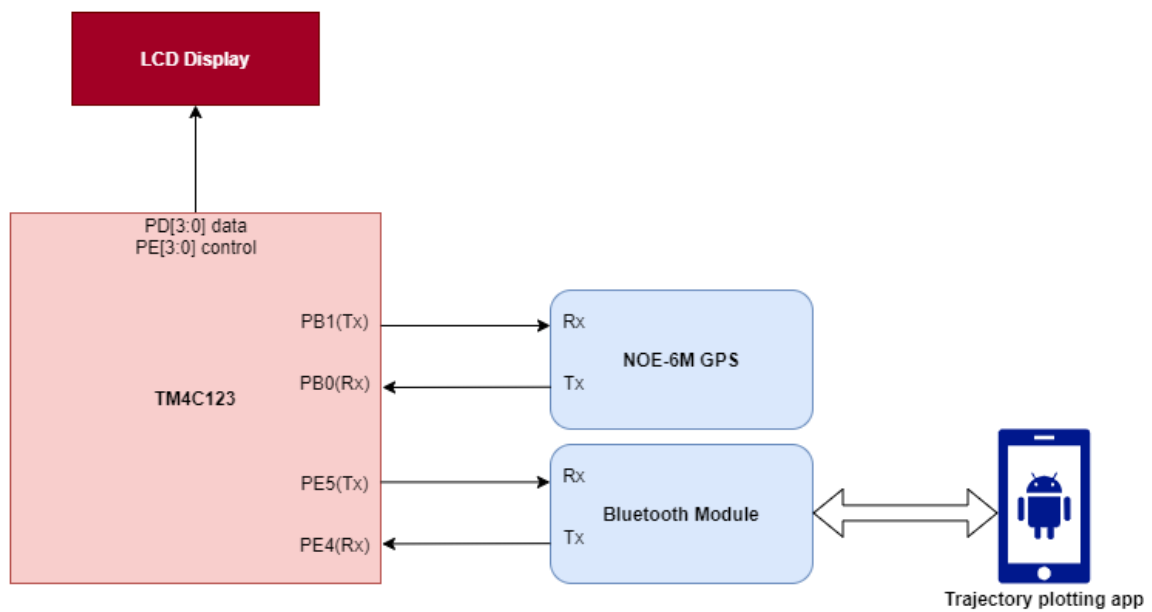 LCD Display
PD[3:0] data
PE[3:0] control
TM4C123
PB1(Tx)
PB0(Rx)
PE5(Tx)
PE4(Rx)
Rx
NOE-6M GPS
Tx
Rx
Bluetooth Module
Tx
Trajectory plotting app